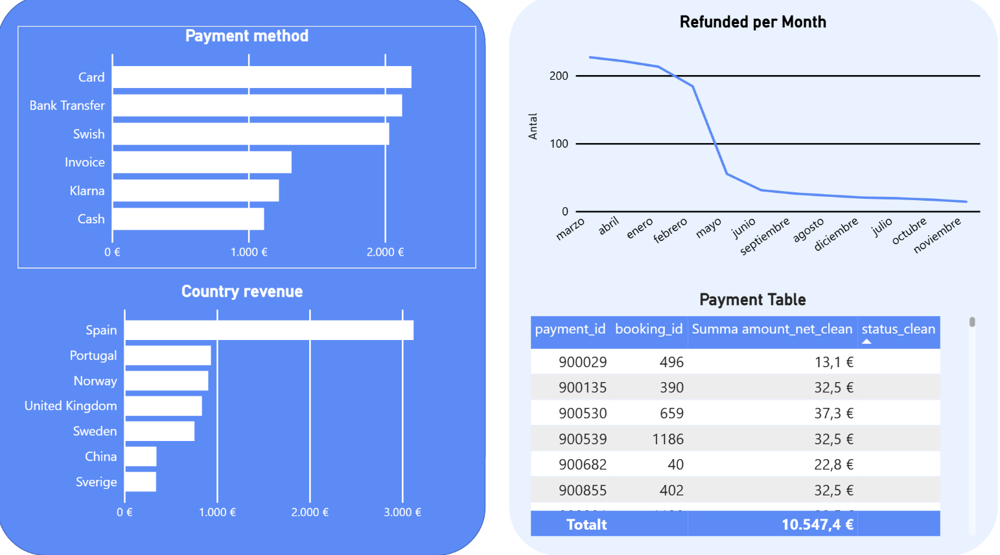 Payment method
Card
Bank Transfer
Swish
Invoice
Klarna
Cash
0 € 1.000 € 2.000 €
Country revenue
Spain
Portugal
Norway
United Kingdom
Sweden
China
Sverige
0 € 1.000 € 2.000 € 3.000 €
Refunded per Month
Antal
200
100
0
marzo abril enero febrero mayo junio septiembre agosto diciembre julio octubre noviembre
Payment Table
payment_id booking_id Summa amount_net_clean status_clean
900029 496 13,1 €
900135 390 32,5 €
900530 659 37,3 €
900539 1186 32,5 €
900682 40 22,8 €
900855 402 32,5 €
Totalt 10.547,4 €